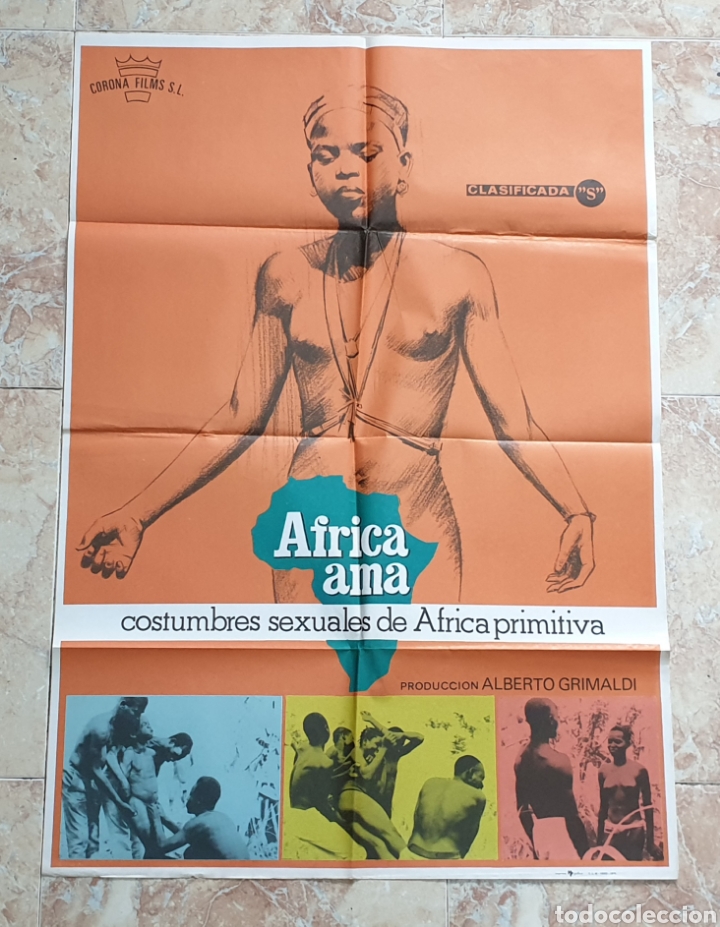 CORONA FILMS S.L.
CLASIFICADA "S"
Africa
ama
costumbres sexuales de Africa primitiva
PRODUCCION ALBERTO GRIMALDI
todocoleccion